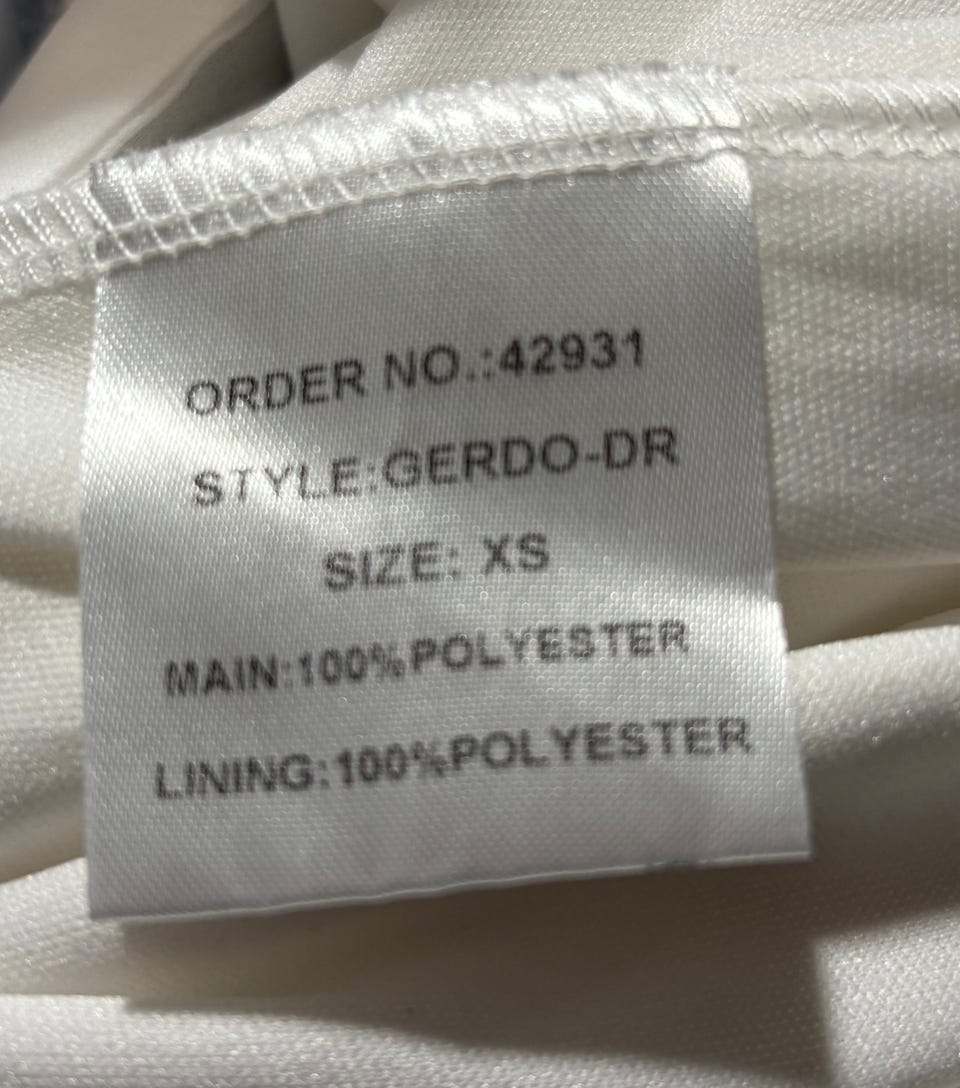 ORDER NO.:42931
STYLE:GERDO-DR
SIZE: XS
MAIN:100%POLYESTER
LINING:100%POLYESTER